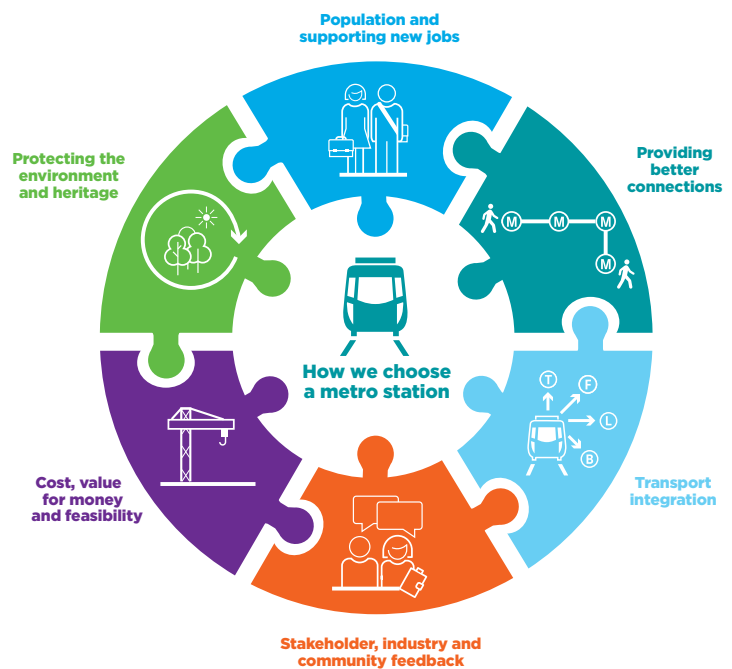 Population and
supporting new jobs
Providing
better
connections
M
M
M
M
Transport
integration
T
F
L
B
Stakeholder, industry and
community feedback
Cost, value
for money
and feasibility
Protecting the
environment
and heritage
How we choose
a metro station